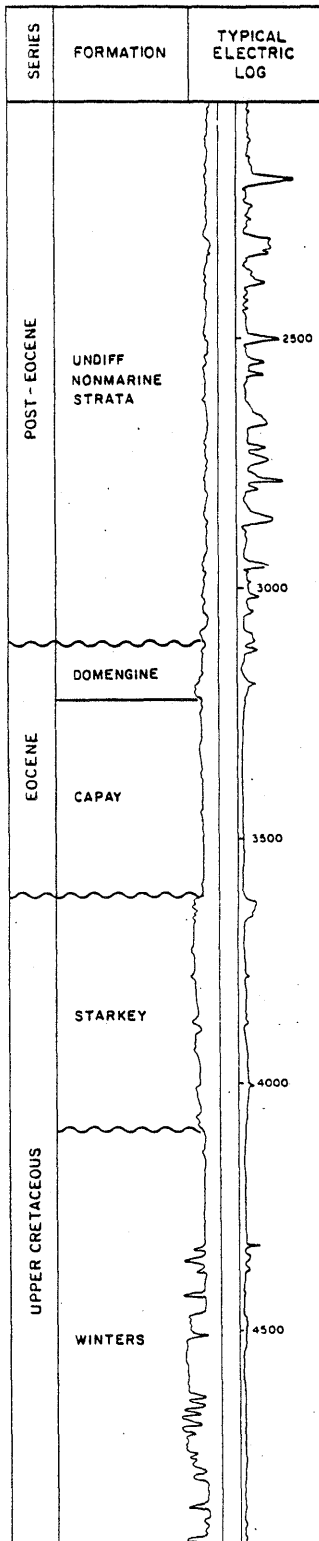 SERIES
FORMATION
TYPICAL
ELECTRIC
LOG
POST-EOCENE
UNDIFF
NONMARINE
STRATA
2500
3000
EOCENE
DOMENGINE
CAPAY
3500
UPPER CRETACEOUS
STARKEY
4000
WINTERS
4500